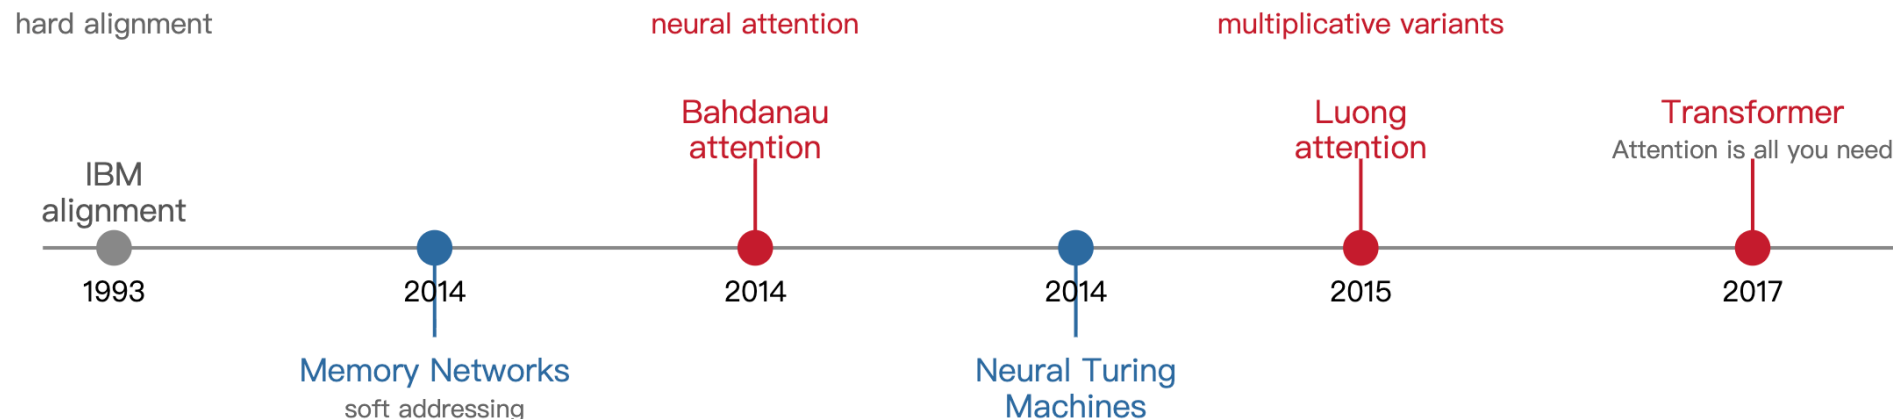 hard alignment
neural attention
multiplicative variants
IBM
alignment
Bahdanau
attention
Luong
attention
Transformer
Attention is all you need
1993
2014
2014
2014
2015
2017
Memory Networks
soft addressing
Neural Turing
Machines